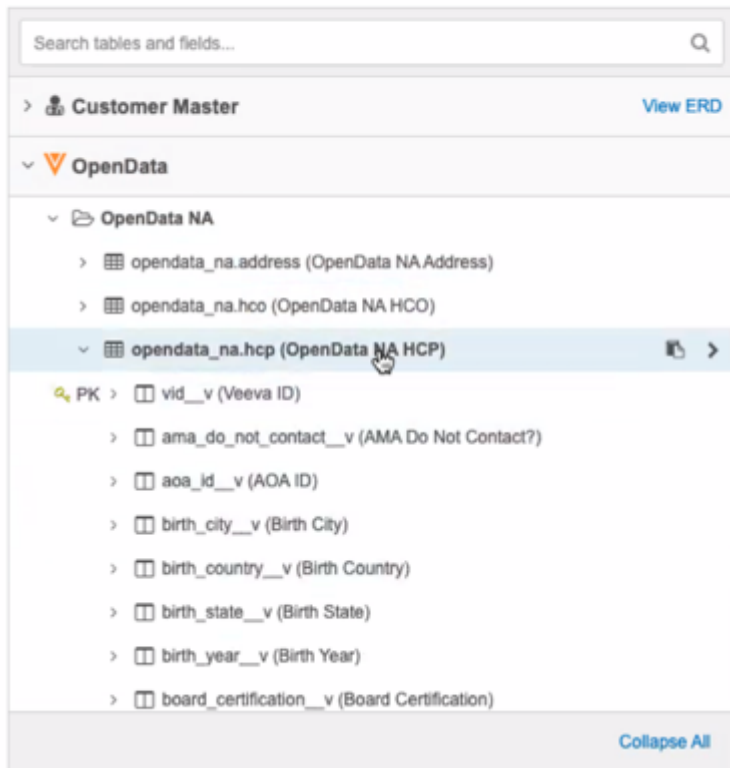 Search tables and fields...
Customer Master View ERD
OpenData
OpenData NA
opendata_na.address (OpenData NA Address)
opendata_na.hco (OpenData NA HCO)
opendata_na.hcp (OpenData NA HCP)
PK vid__v (Veeva ID)
ama_do_not_contact__v (AMA Do Not Contact?)
aoa_id__v (AOA ID)
birth_city__v (Birth City)
birth_country__v (Birth Country)
birth_state__v (Birth State)
birth_year__v (Birth Year)
board_certification__v (Board Certification)
Collapse All